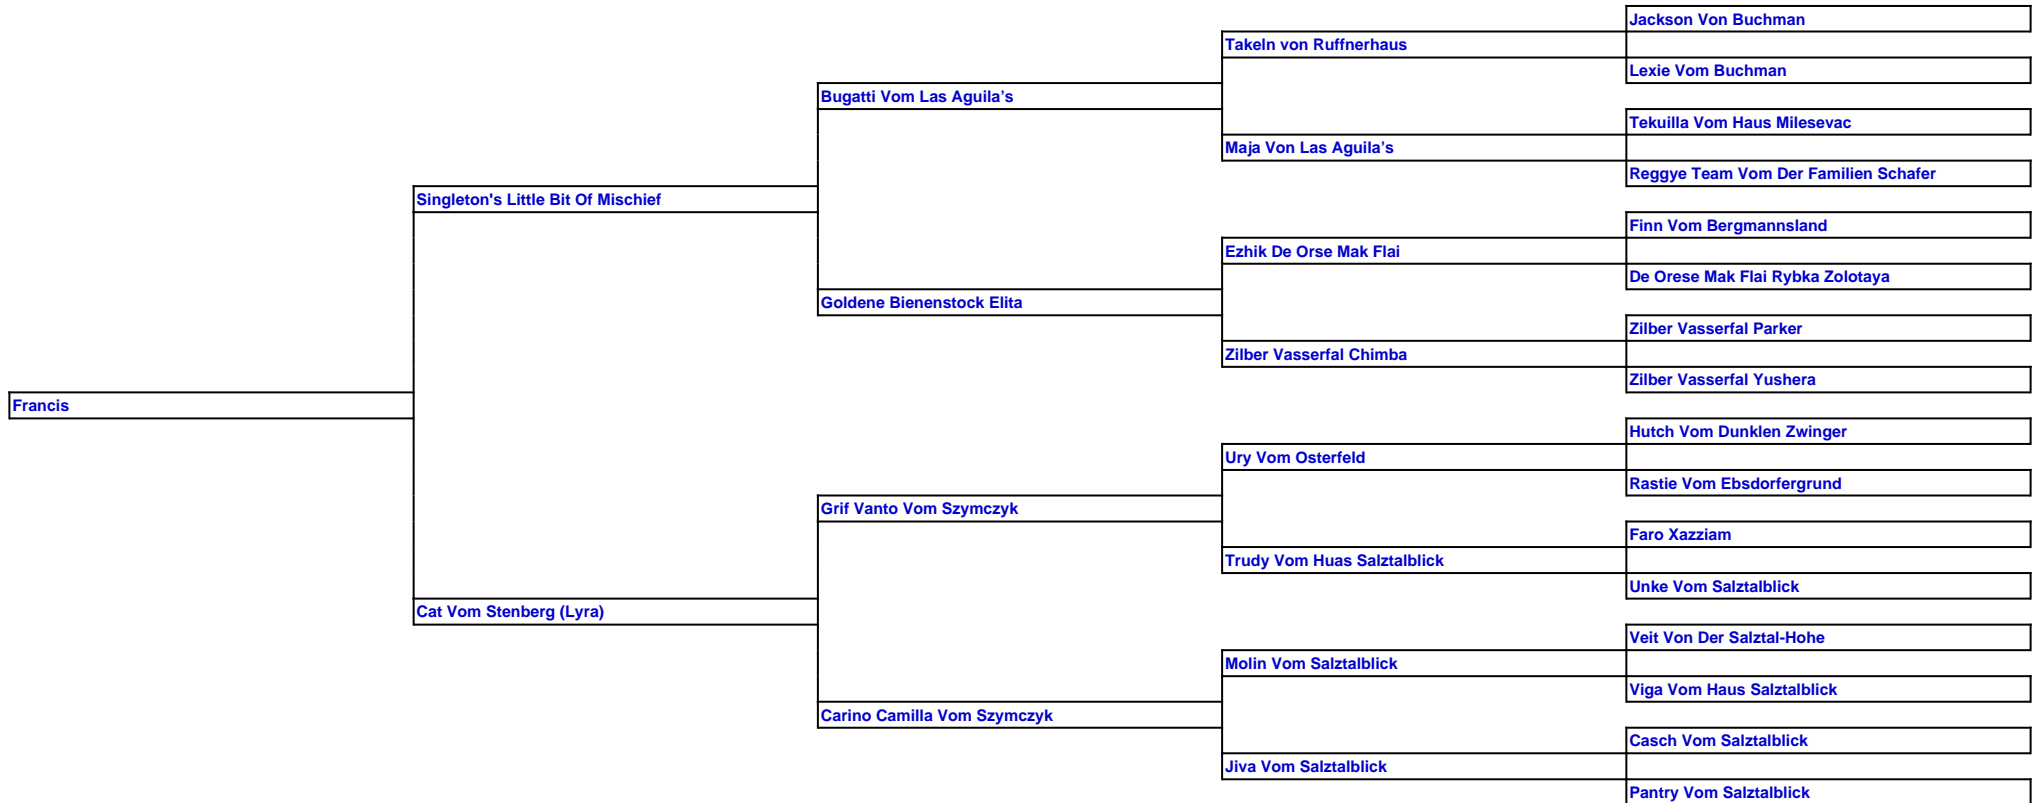 Jackson Von Buchman
Takeln von Ruffnerhaus
Lexie Vom Buchman
Bugatti Vom Las Aguila’s
Tekuilla Vom Haus Milesevac
Maja Von Las Aguila’s
Reggye Team Vom Der Familien Schafer
Singleton's Little Bit Of Mischief
Finn Vom Bergmannsland
Ezhik De Orse Mak Flai
De Orese Mak Flai Rybka Zolotaya
Goldene Bienenstock Elita
Zilber Vasserfal Parker
Zilber Vasserfal Chimba
Zilber Vasserfal Yushera
Francis
Hutch Vom Dunklen Zwinger
Ury Vom Osterfeld
Rastie Vom Ebsdorfergrund
Grif Vanto Vom Szymczyk
Faro Xazziam
Trudy Vom Huas Salztalblick
Unke Vom Salztalblick
Cat Vom Stenberg (Lyra)
Veit Von Der Salztal-Hohe
Molin Vom Salztalblick
Viga Vom Haus Salztalblick
Carino Camilla Vom Szymczyk
Casch Vom Salztalblick
Jiva Vom Salztalblick
Pantry Vom Salztalblick